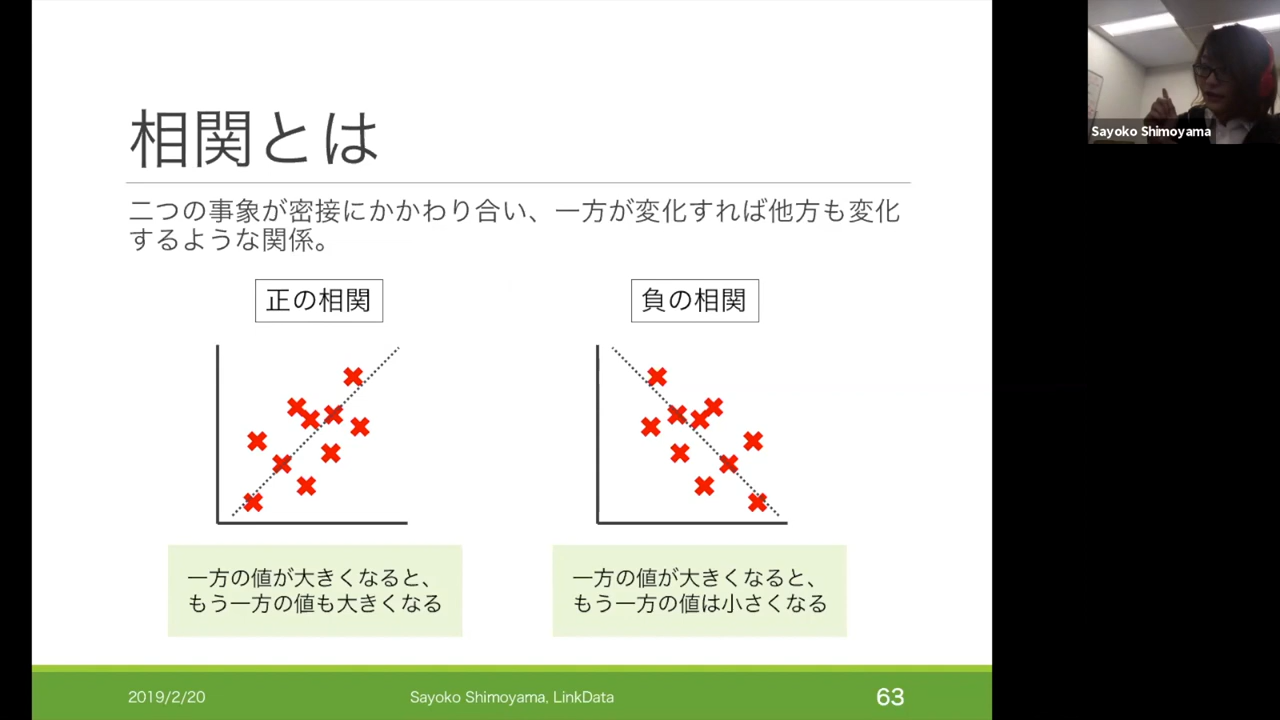 相関とは
二つの事象が密接にかかわり合い、一方が変化すれば他方も変化
するような関係。
正の相関
負の相関
一方の値が大きくなると、
もう一方の値も大きくなる
一方の値が大きくなると、
もう一方の値は小さくなる
2019/2/20
Sayoko Shimoyama, LinkData
63
Sayoko Shimoyama